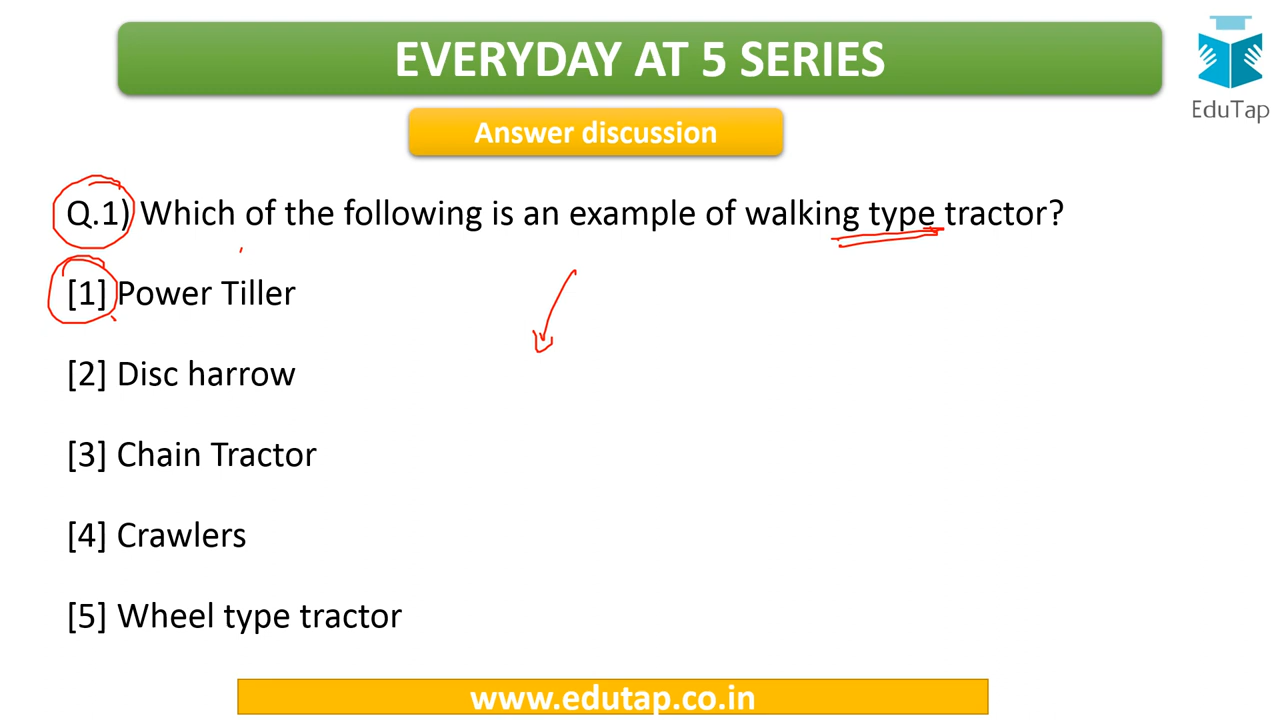 EVERYDAY AT 5 SERIES
EduTap
Answer discussion
Q.1) Which of the following is an example of walking type tractor?
[1] Power Tiller
[2] Disc harrow
[3] Chain Tractor
[4] Crawlers
[5] Wheel type tractor
www.edutap.co.in